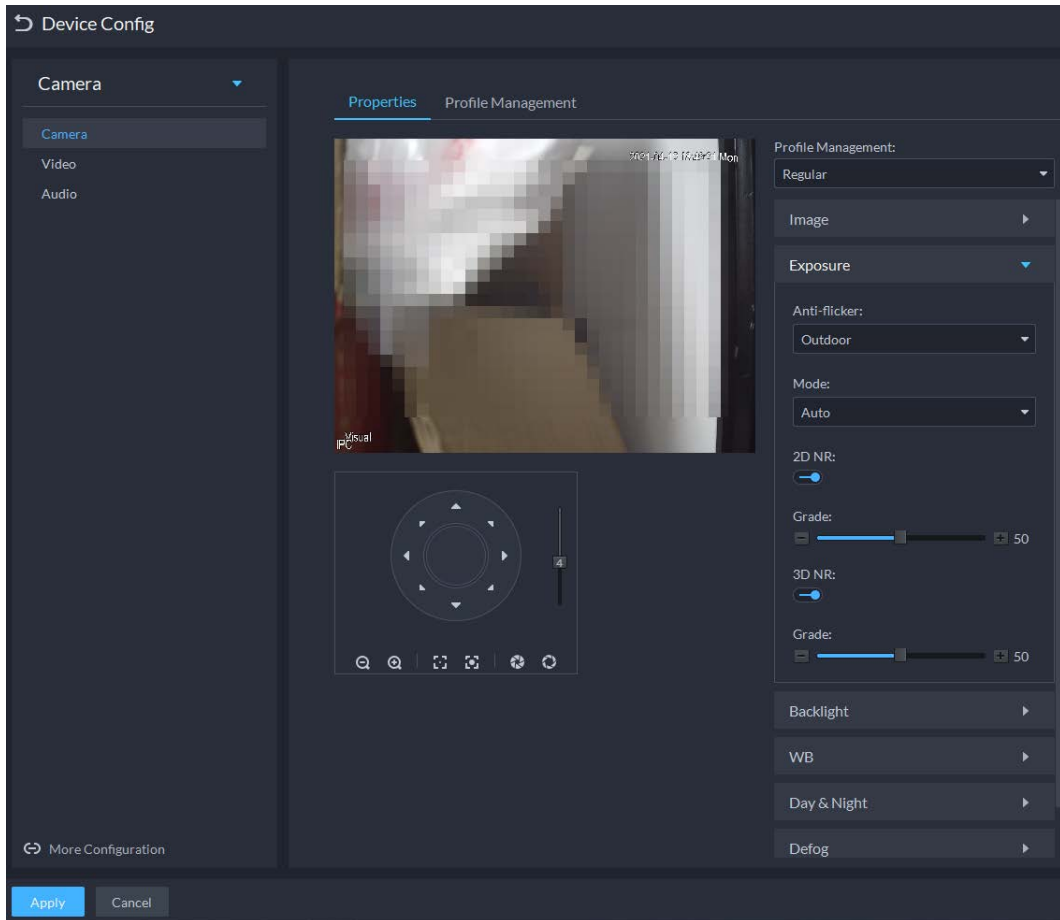 Device Config
Camera
Camera
Video
Audio
More Configuration
Properties Profile Management
Mon
Visual
IPC
4
Profile Management:
Regular
Image
Exposure
Anti-flicker:
Outdoor
Mode:
Auto
2D NR:
Grade:
50
3D NR:
Grade:
50
Backlight
WB
Day & Night
Defog
Apply Cancel